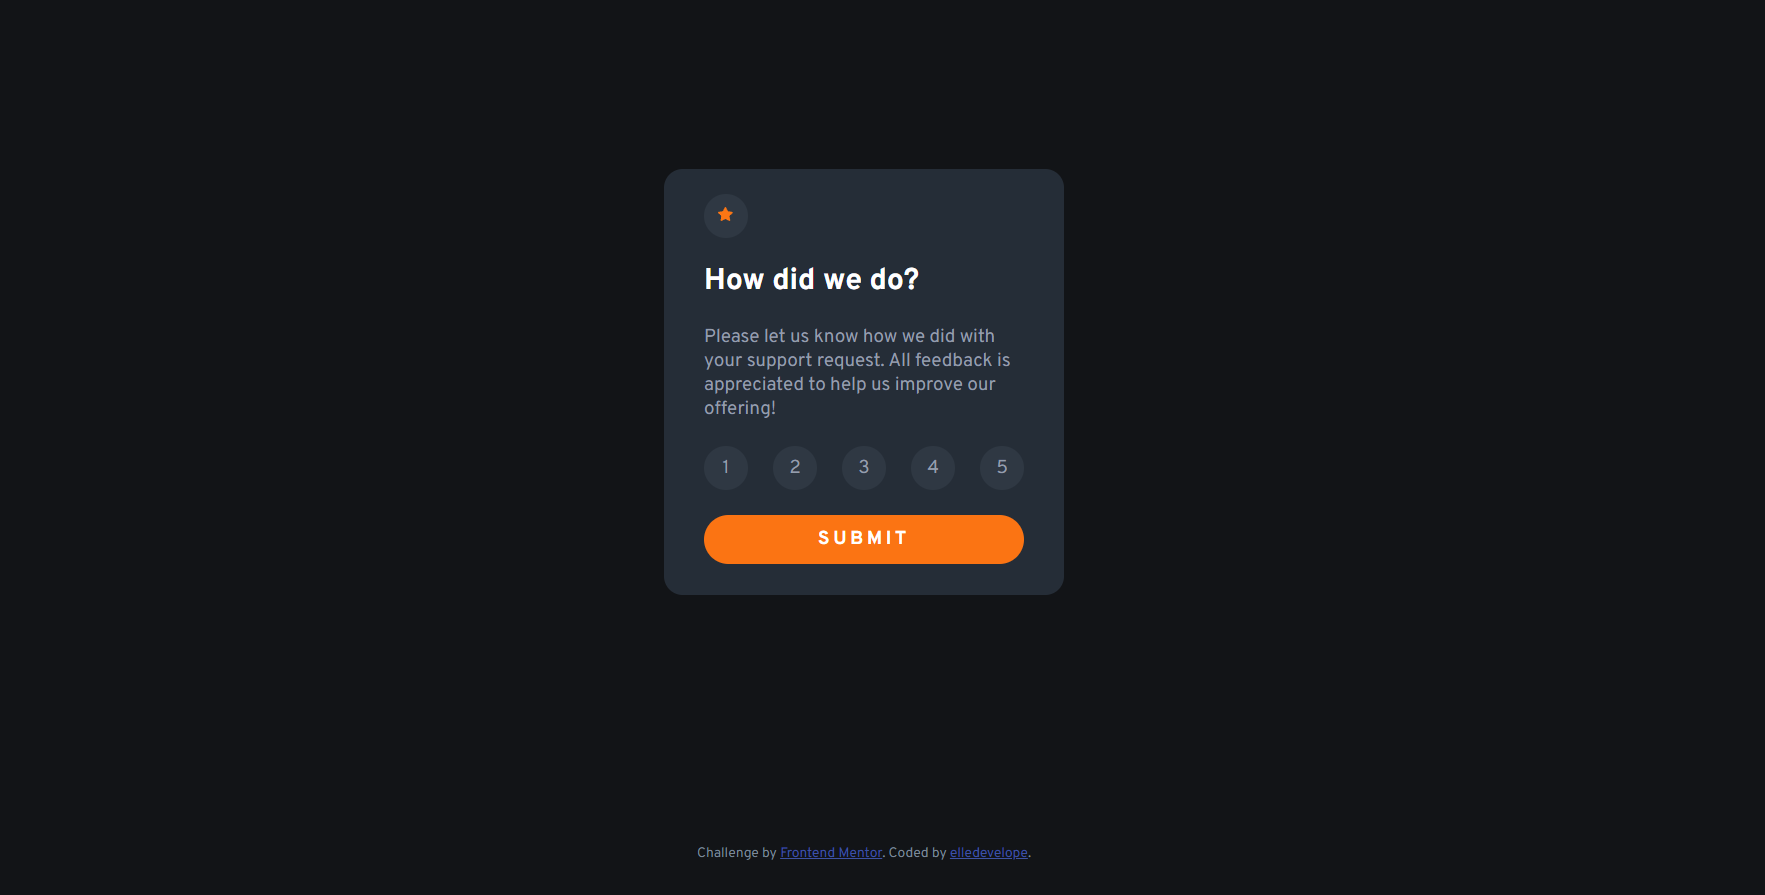 How did we do?
Please let us know how we did with
your support request. All feedback is
appreciated to help us improve our
offering!
1 2 3 4 5
SUBMIT
Challenge by Frontend Mentor. Coded by elledevelope.